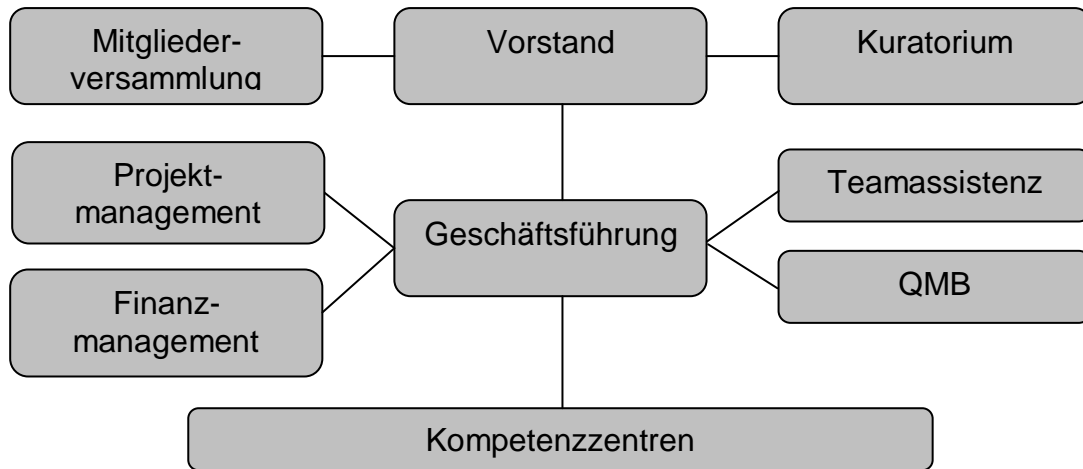 Mitglieder-
versammlung
Vorstand
Kuratorium
Projekt-
management
Teamassistenz
Geschäftsführung
QMB
Finanz-
management
Kompetenzzentren